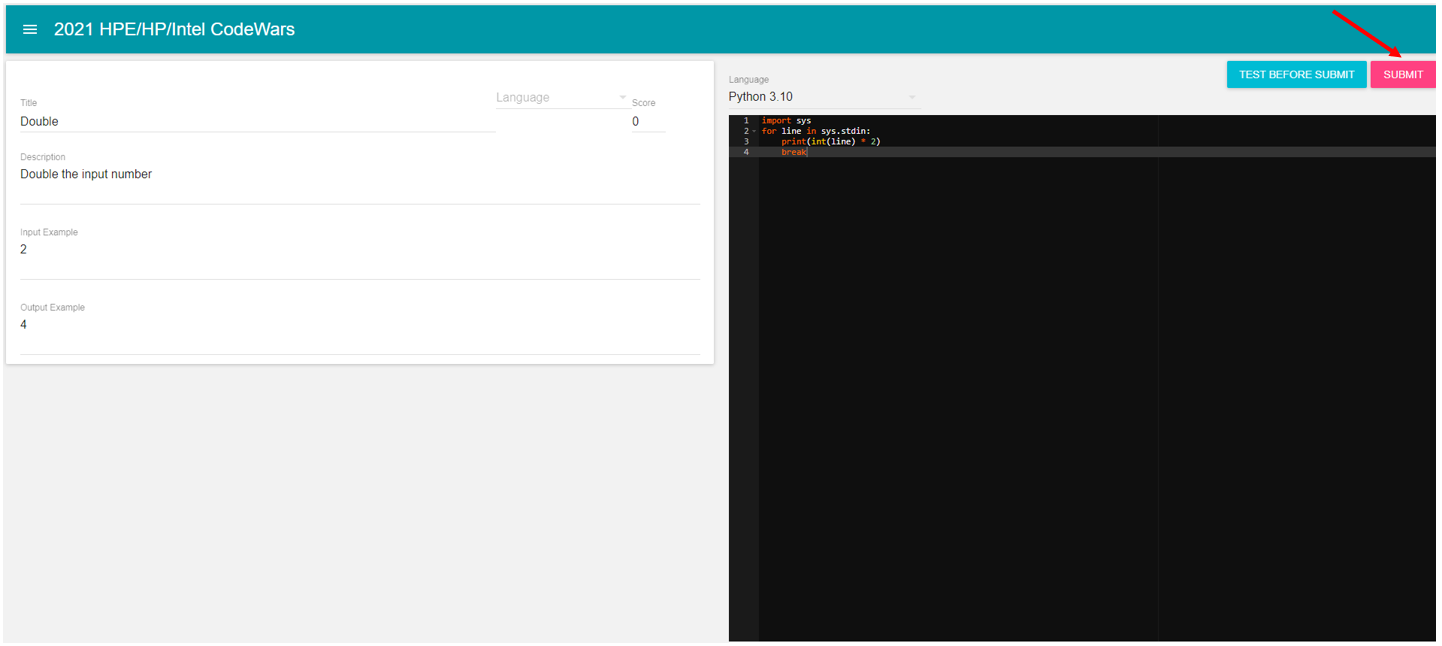 2021 HPE/HP/Intel CodeWars
Title
Language
Score
Double
0
Description
Double the input number
Input Example
2
Output Example
4
TEST BEFORE SUBMIT
SUBMIT
Language
Python 3.10
1 import sys
2 for line in sys.stdin:
3     print(int(line) * 2)
4     break